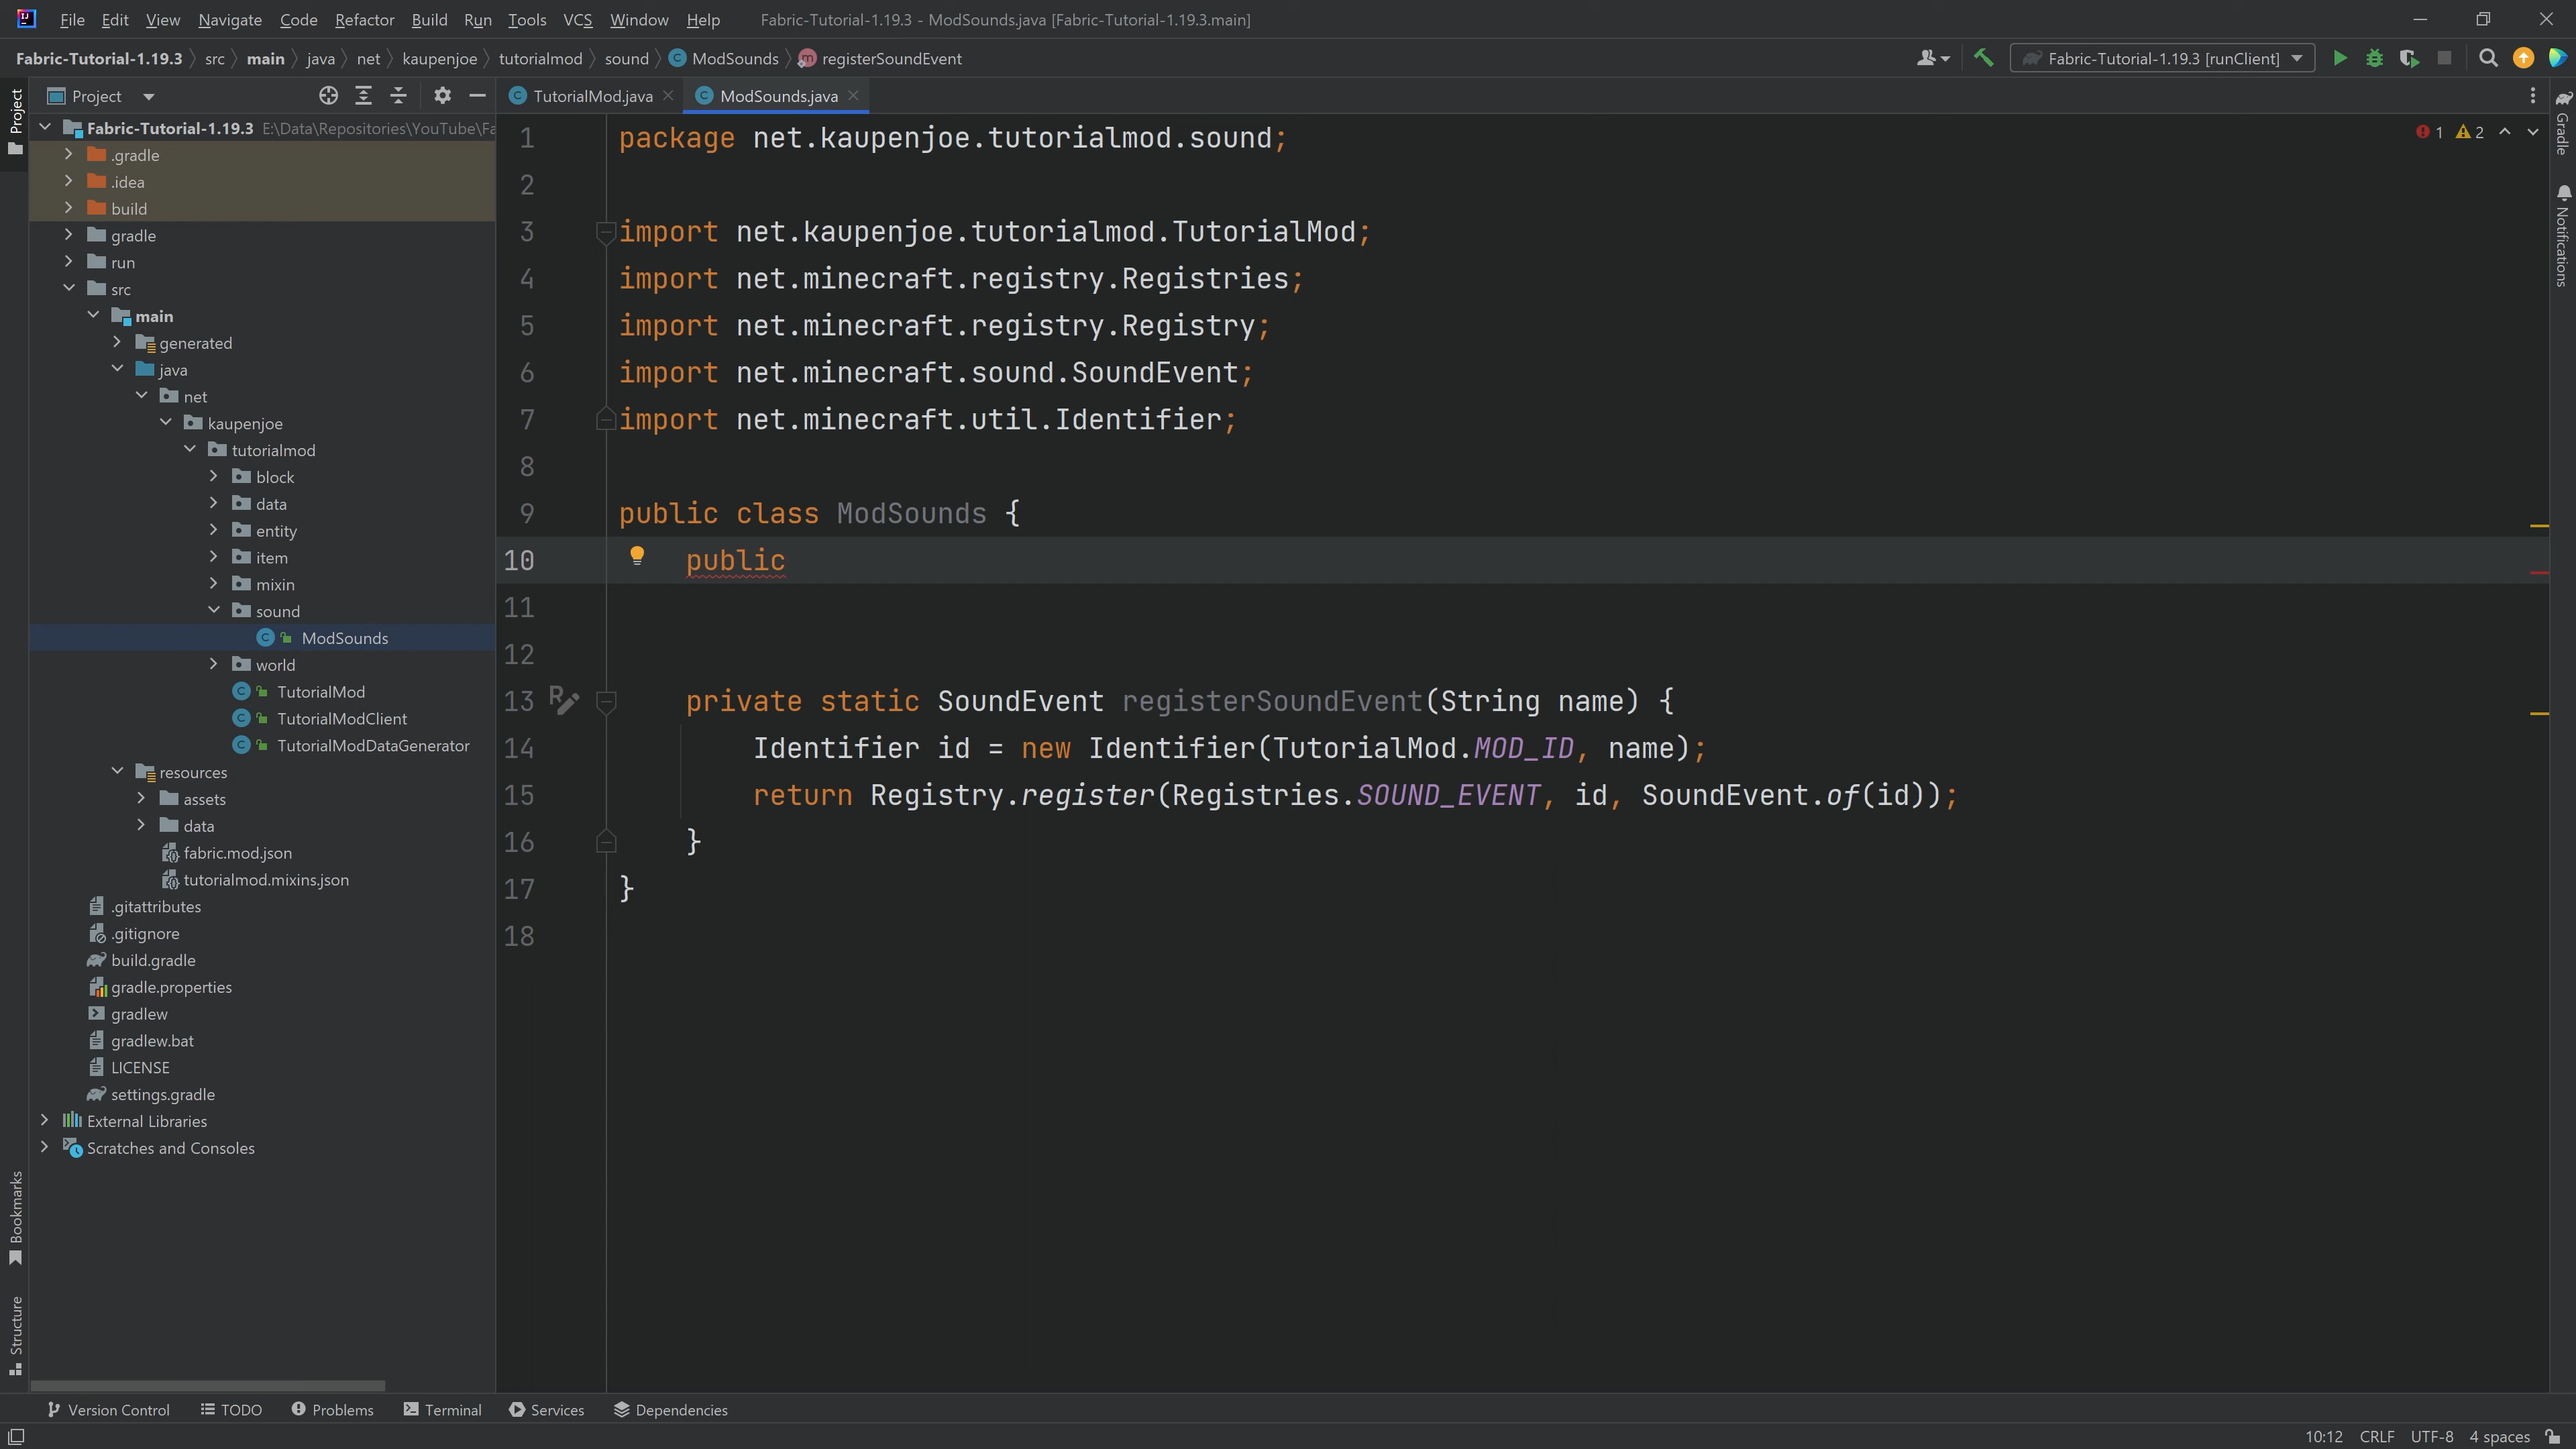 File Edit View Navigate Code Refactor Build Run Tools VCS Window Help Fabric-Tutorial-1.19.3 - ModSounds.java [Fabric-Tutorial-1.19.3.main]
Fabric-Tutorial-1.19.3 src main java net kaupenjoe tutorialmod sound ModSounds registerSoundEvent Fabric-Tutorial-1.19.3 [runClient]
Project
TutorialMod.java ModSounds.java
Fabric-Tutorial-1.19.3 E:\Data\Repositories\YouTube\Fa
.gradle
.idea
build
gradle
run
src
main
generated
java
net
kaupenjoe
tutorialmod
block
data
entity
item
mixin
sound
ModSounds
world
TutorialMod
TutorialModClient
TutorialModDataGenerator
resources
assets
data
fabric.mod.json
tutorialmod.mixins.json
.gitattributes
.gitignore
build.gradle
gradle.properties
gradlew
gradlew.bat
LICENSE
settings.gradle
External Libraries
Scratches and Consoles
1 package net.kaupenjoe.tutorialmod.sound;
2
3 import net.kaupenjoe.tutorialmod.TutorialMod;
4 import net.minecraft.registry.Registries;
5 import net.minecraft.registry.Registry;
6 import net.minecraft.sound.SoundEvent;
7 import net.minecraft.util.Identifier;
8
9 public class ModSounds {
10 public
11
12
13 private static SoundEvent registerSoundEvent(String name) {
14 Identifier id = new Identifier(TutorialMod.MOD_ID, name);
15 return Registry.register(Registries.SOUND_EVENT, id, SoundEvent.of(id));
16 }
17 }
18
1 2
Project
Bookmarks
Structure
Gradle
Notifications
Version Control TODO Problems Terminal Services Dependencies
10:12 CRLF UTF-8 4 spaces